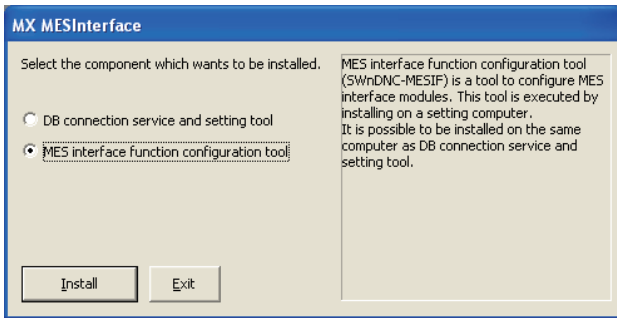 MX MESInterface
Select the component which wants to be installed.
DB connection service and setting tool
MES interface function configuration tool
Install
Exit
MES interface function configuration tool
(SWnDNC-MESIF) is a tool to configure MES
interface modules. This tool is executed by
installing on a setting computer.
It is possible to be installed on the same
computer as DB connection service and
setting tool.